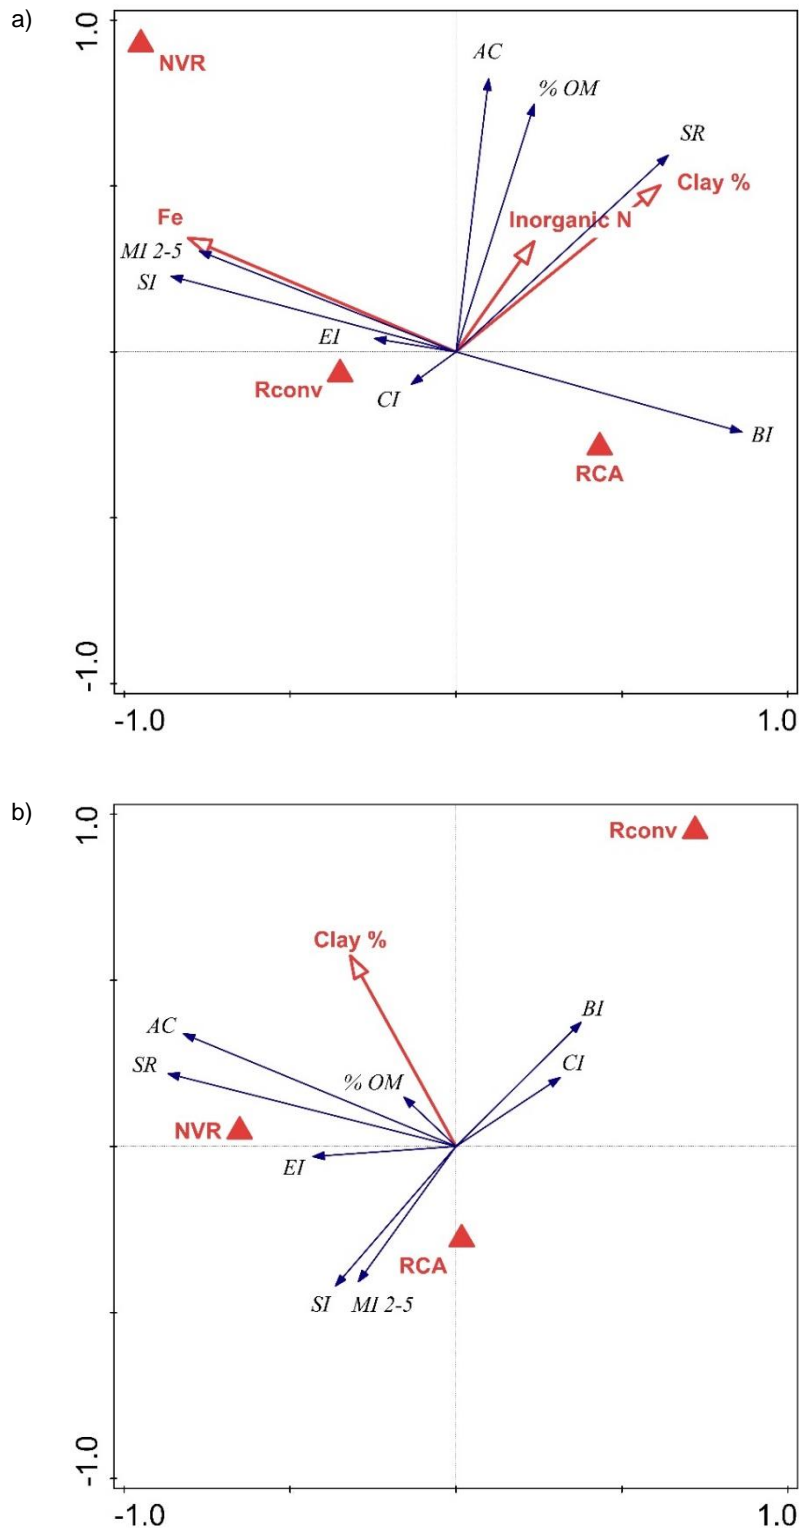 a)
1.0
NVR
AC
% OM
SR
Clay %
Fe
Inorganic N
MI 2-5
SI
EI
Rconv
CI
BI
RCA
-1.0
-1.0
1.0
b)
1.0
Rconv
Clay %
BI
AC
CI
SR
% OM
NVR
EI
RCA
SI
MI 2-5
-1.0
-1.0
1.0